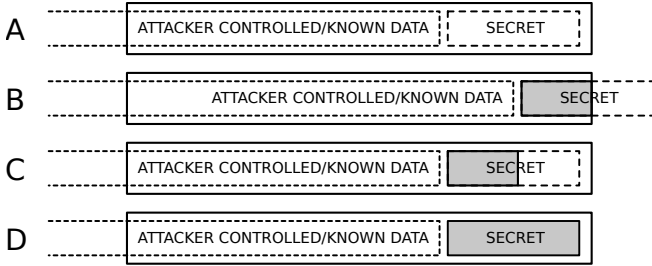 A ATTACKER CONTROLLED/KNOWN DATA SECRET
B ATTACKER CONTROLLED/KNOWN DATA SECRET
C ATTACKER CONTROLLED/KNOWN DATA SECRET
D ATTACKER CONTROLLED/KNOWN DATA SECRET